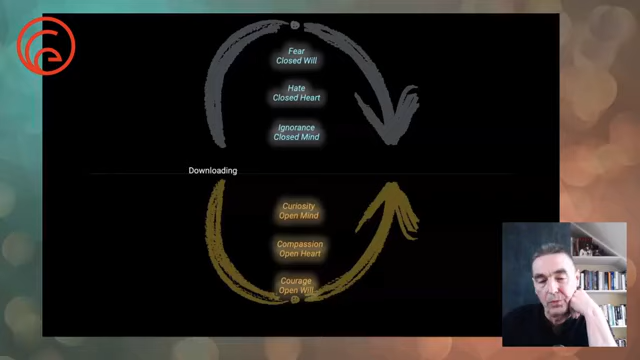 Fear
Closed Will
Hate
Closed Heart
Ignorance
Closed Mind
Downloading
Curiosity
Open Mind
Compassion
Open Heart
Courage
Open Will